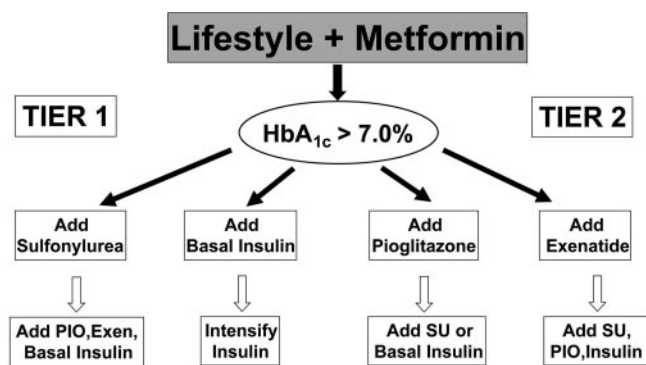 Lifestyle + Metformin
TIER 1
TIER 2
HbA1c > 7.0%
Add
Sulfonylurea
Add
Basal Insulin
Add
Pioglitazone
Add
Exenatide
Add PIO,Exen,
Basal Insulin
Intensify
Insulin
Add SU or
Basal Insulin
Add SU,
PIO,Insulin